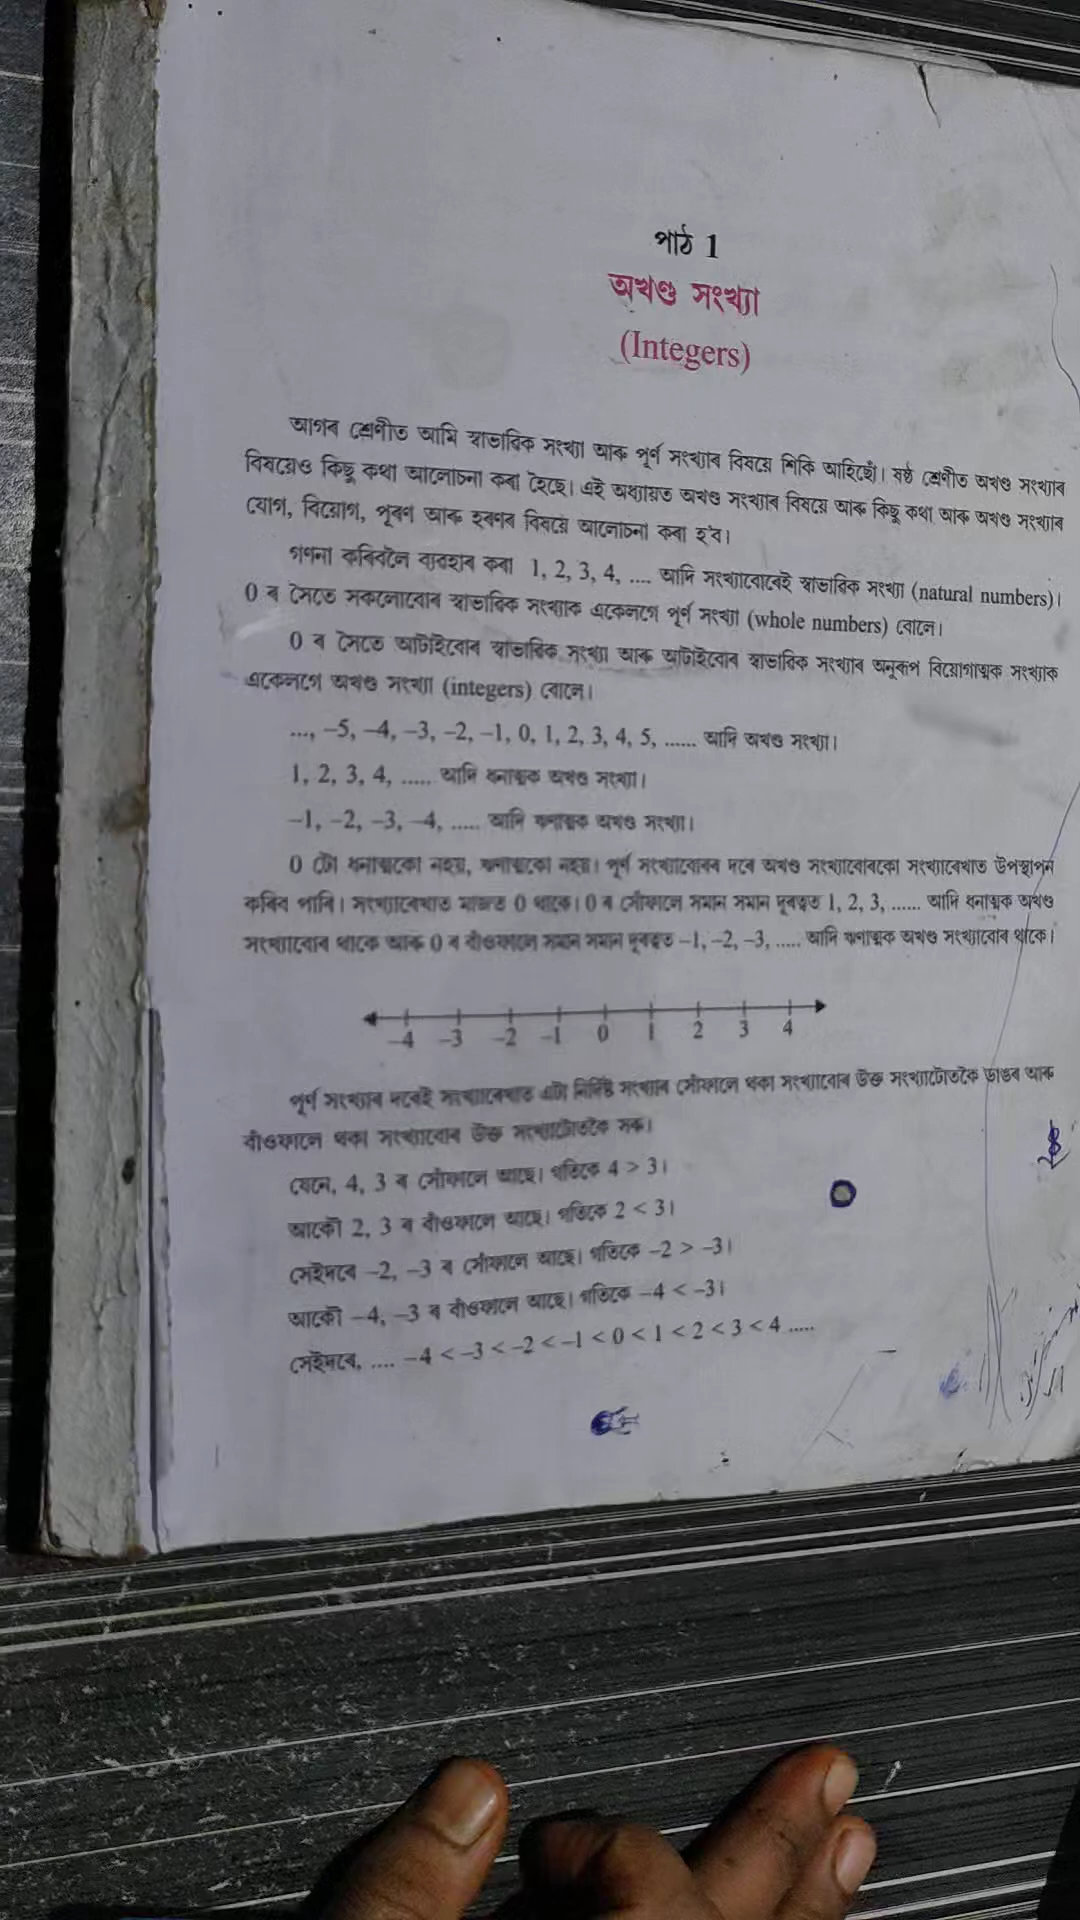 পাঠ 1
অখণ্ড সংখ্যা
(Integers)
আগৰ শ্ৰেণীত আমি স্বাভাৱিক সংখ্যা আৰু পূৰ্ণ সংখ্যাৰ বিষয়ে শিকি আহিছোঁ। ষষ্ঠ শ্ৰেণীত অখণ্ড সংখ্যাৰ
বিষয়েও কিছু কথা আলোচনা কৰা হৈছে। এই অধ্যায়ত অখণ্ড সংখ্যাৰ বিষয়ে আৰু কিছু কথা আৰু অখণ্ড সংখ্যাৰ
যোগ, বিয়োগ, পূৰণ আৰু হৰণৰ বিষয়ে আলোচনা কৰা হ'ব।
গণনা কৰিবলৈ ব্যৱহাৰ কৰা 1, 2, 3, 4, .... আদি সংখ্যাবোৰেই স্বাভাৱিক সংখ্যা (natural numbers)।
0 ৰ সৈতে সকলোবোৰ স্বাভাৱিক সংখ্যাক একেলগে পূৰ্ণ সংখ্যা (whole numbers) বোলে।
0 ৰ সৈতে আটাইবোৰ স্বাভাৱিক সংখ্যা আৰু আটাইবোৰ স্বাভাৱিক সংখ্যাৰ অনুৰূপ বিয়োগাত্মক সংখ্যাক
একেলগে অখণ্ড সংখ্যা (integers) বোলে।
..., –5, –4, –3, –2, –1, 0, 1, 2, 3, 4, 5, ...... আদি অখণ্ড সংখ্যা।
1, 2, 3, 4, ..... আদি ধনাত্মক অখণ্ড সংখ্যা।
–1, –2, –3, –4, ..... আদি ঋণাত্মক অখণ্ড সংখ্যা।
0 টো ধনাত্মকো নহয়, ঋণাত্মকো নহয়। পূৰ্ণ সংখ্যাবোৰৰ দৰে অখণ্ড সংখ্যাবোৰকো সংখ্যাৰেখাত উপস্থাপন
কৰিব পাৰি। সংখ্যাৰেখাত মাজত 0 থাকে। 0 ৰ সোঁফালে সমান সমান দূৰত্বত 1, 2, 3, ...... আদি ধনাত্মক অখণ্ড
সংখ্যাবোৰ থাকে আৰু 0 ৰ বাঁওফালে সমান সমান দূৰত্বত –1, –2, –3, ..... আদি ঋণাত্মক অখণ্ড সংখ্যাবোৰ থাকে।
–4 –3 –2 –1 0 1 2 3 4
পূৰ্ণ সংখ্যাৰ দৰেই সংখ্যাৰেখাত এটা নিৰ্দিষ্ট সংখ্যাৰ সোঁফালে থকা সংখ্যাবোৰ উক্ত সংখ্যাটোতকৈ ডাঙৰ আৰু
বাঁওফালে থকা সংখ্যাবোৰ উক্ত সংখ্যাটোতকৈ সৰু।
যেনে, 4, 3 ৰ সোঁফালে আছে। গতিকে 4 > 3।
আকৌ 2, 3 ৰ বাঁওফালে আছে। গতিকে 2 < 3।
সেইদৰে –2, –3 ৰ সোঁফালে আছে। গতিকে –2 > –3।
আকৌ –4, –3 ৰ বাঁওফালে আছে। গতিকে –4 < –3।
সেইদৰে, .... –4 < –3 < –2 < –1 < 0 < 1 < 2 < 3 < 4 .....